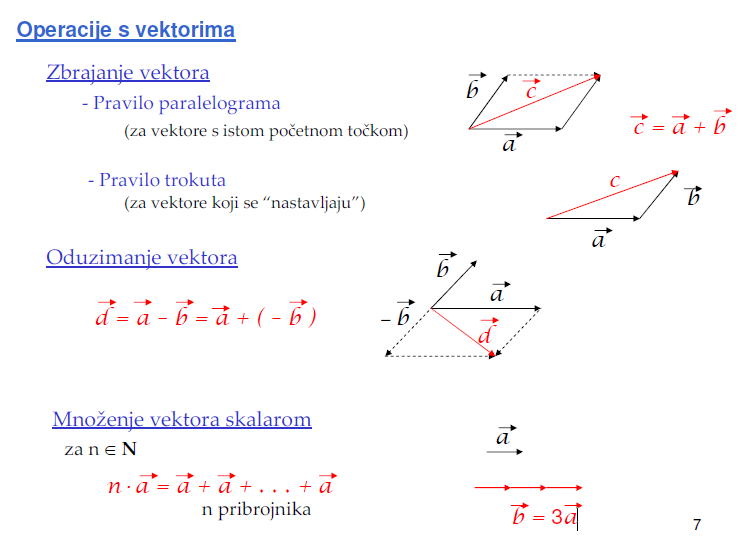 Operacije s vektorima
Zbrajanje vektora
- Pravilo paralelograma
(za vektore s istom početnom točkom)
b⃗
c⃗
a⃗
c⃗ = a⃗ + b⃗
- Pravilo trokuta
(za vektore koji se “nastavljaju”)
c
b⃗
a⃗
Oduzimanje vektora
d⃗ = a⃗ – b⃗ = a⃗ + ( – b⃗ )
b⃗
a⃗
– b⃗
d⃗
Množenje vektora skalarom
za n ∈ N
n · a⃗ = a⃗ + a⃗ + . . . + a⃗
n pribrojnika
a⃗
b⃗ = 3a⃗
7